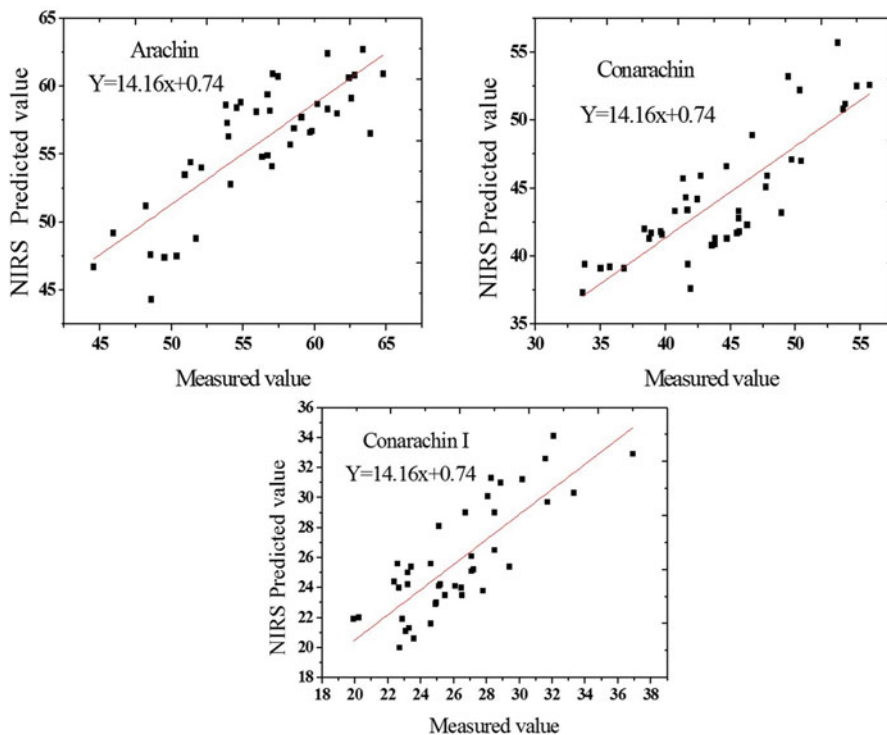 Arachin
Y=14.16x+0.74
NIRS Predicted value
65
60
55
50
45
45 50 55 60 65
Measured value
Conarachin
Y=14.16x+0.74
NIRS Predicted value
55
50
45
40
35
30 35 40 45 50 55
Measured value
Conarachin I
Y=14.16x+0.74
NIRS Predicted value
36
34
32
30
28
26
24
22
20
18
18 20 22 24 26 28 30 32 34 36 38
Measured value